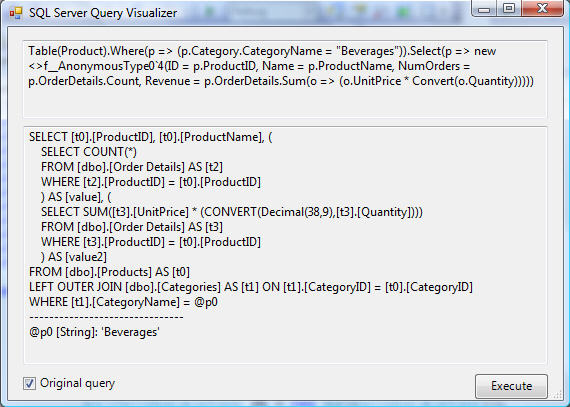 SQL Server Query Visualizer
Table(Product).Where(p => (p.Category.CategoryName = "Beverages")).Select(p => new
<>f__AnonymousType0`4(ID = p.ProductID, Name = p.ProductName, NumOrders =
p.OrderDetails.Count, Revenue = p.OrderDetails.Sum(o => (o.UnitPrice * Convert(o.Quantity)))))
SELECT [t0].[ProductID], [t0].[ProductName], (
    SELECT COUNT(*)
    FROM [dbo].[Order Details] AS [t2]
    WHERE [t2].[ProductID] = [t0].[ProductID]
    ) AS [value], (
    SELECT SUM([t3].[UnitPrice] * (CONVERT(Decimal(38,9),[t3].[Quantity])))
    FROM [dbo].[Order Details] AS [t3]
    WHERE [t3].[ProductID] = [t0].[ProductID]
    ) AS [value2]
FROM [dbo].[Products] AS [t0]
LEFT OUTER JOIN [dbo].[Categories] AS [t1] ON [t1].[CategoryID] = [t0].[CategoryID]
WHERE [t1].[CategoryName] = @p0
-------------------------------
@p0 [String]: 'Beverages'
Original query
Execute